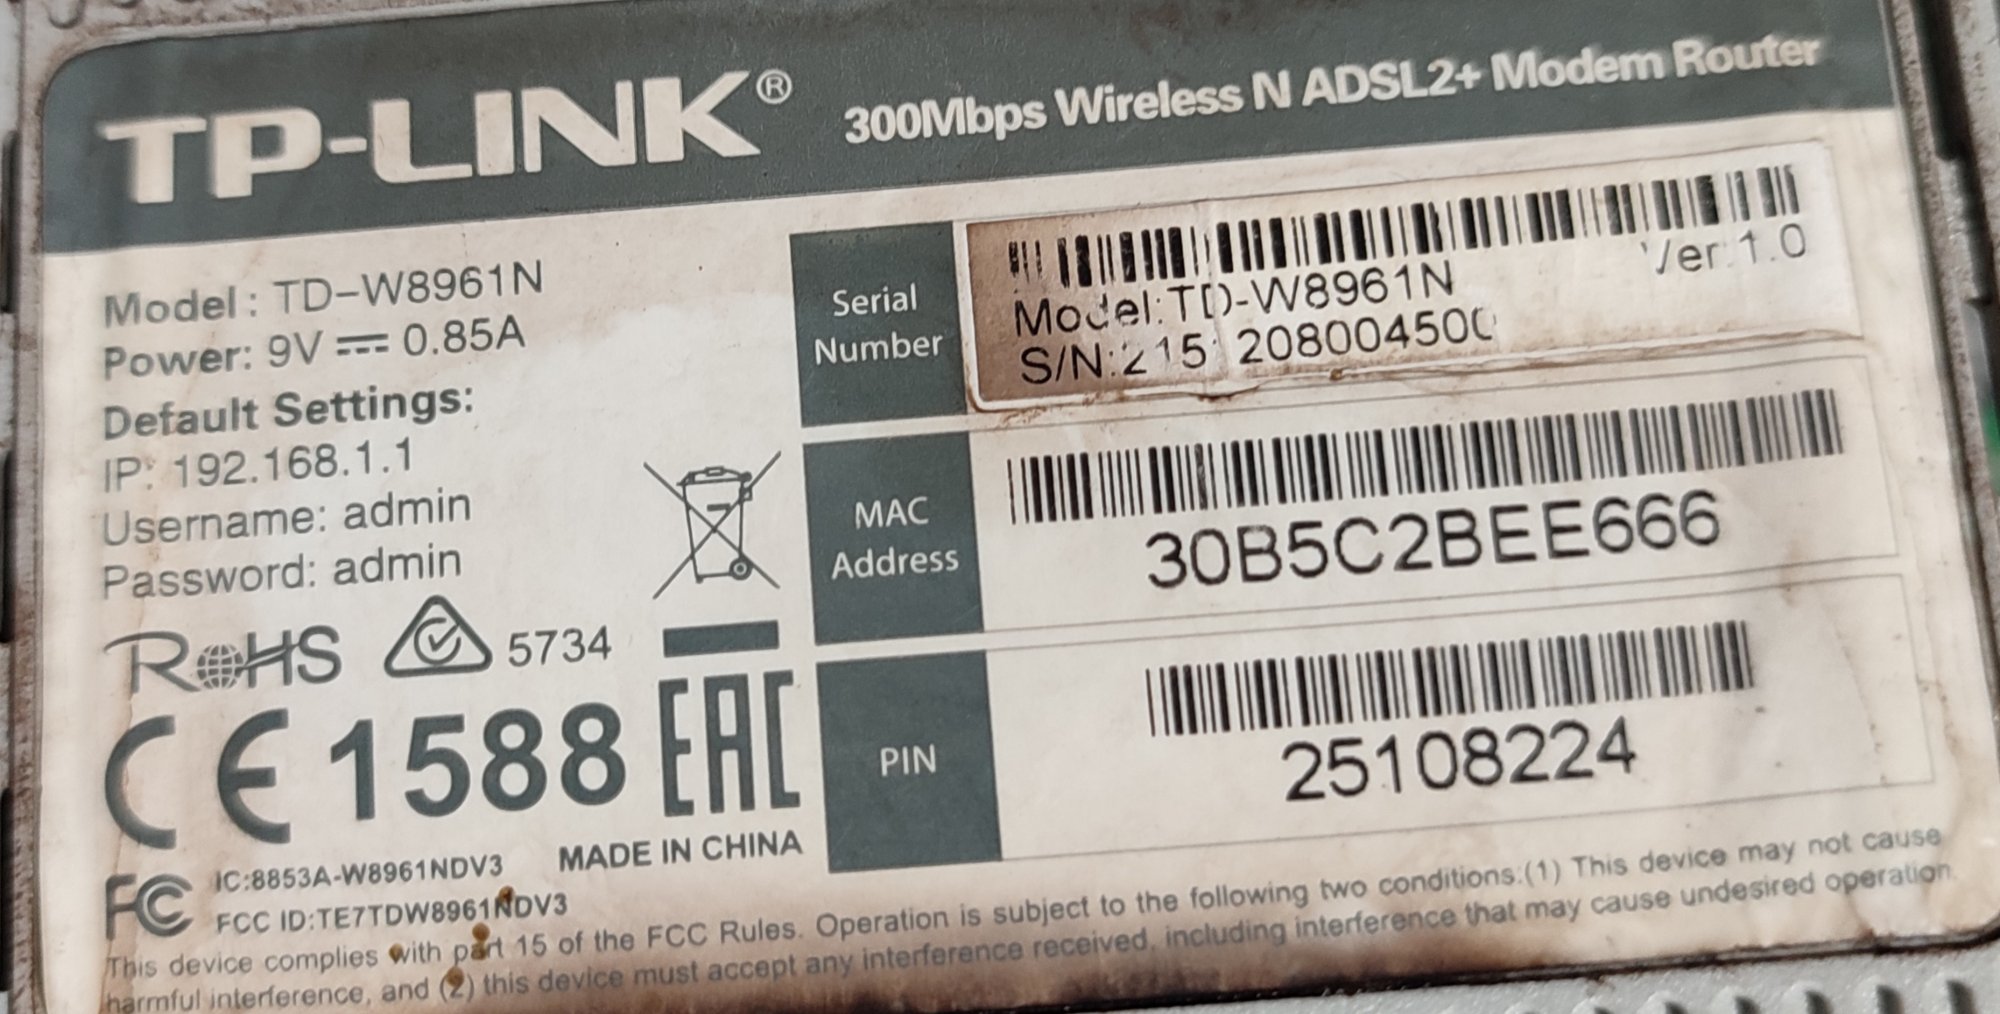 TP-LINK®
300Mbps Wireless N ADSL2+ Modem Router
Model: TD-W8961N
Power: 9V ⎓ 0.85A
Default Settings:
IP: 192.168.1.1
Username: admin
Password: admin
RoHS
5734
CE 1588 EAC
MADE IN CHINA
FC
IC:8853A-W8961NDV3
FCC ID:TE7TDW8961NDV3
Serial
Number
Ver:1.0
Model:TD-W8961N
S/N:
MAC
Address
30B5C2BEE666
PIN
25108224
This device complies with part 15 of the FCC Rules. Operation is subject to the following two conditions:(1) This device may not cause
harmful interference, and (2) this device must accept any interference received, including interference that may cause undesired operation.